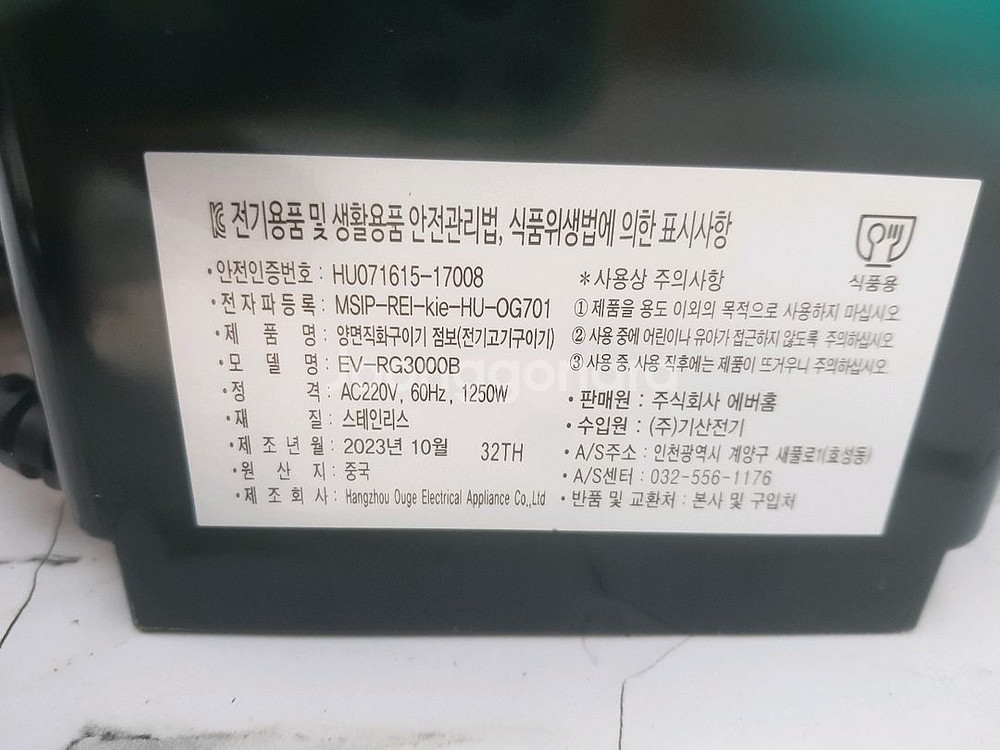 전기용품 및 생활용품 안전관리법, 식품위생법에 의한 표시사항
식품용
• 안전인증번호 : HU071615-17008
• 전자파등록 : MSIP-REI-kie-HU-OG701
• 제 품 명 : 양면직화구이기 점보(전기고기구이기)
• 모 델 명 : EV-RG3000B
• 정 격 : AC220V, 60Hz, 1250W
• 재 질 : 스테인리스
• 제조년월 : 2023년 10월 32TH
• 원 산 지 : 중국
• 제조회사 : Hangzhou Ouge Electrical Appliance Co.,Ltd
*사용상 주의사항
① 제품을 용도 이외의 목적으로 사용하지 마십시오
② 사용 중에 어린이나 유아가 접근하지 않도록 주의하십시오
③ 사용 중, 사용 직후에는 제품이 뜨거우니 주의하십시오
• 판매원 : 주식회사 에버홈
• 수입원 : (주)기산전기
• A/S주소 : 인천광역시 계양구 새풀로1(효성동)
• A/S센터 : 032-556-1176
• 반품 및 교환처 : 본사 및 구입처